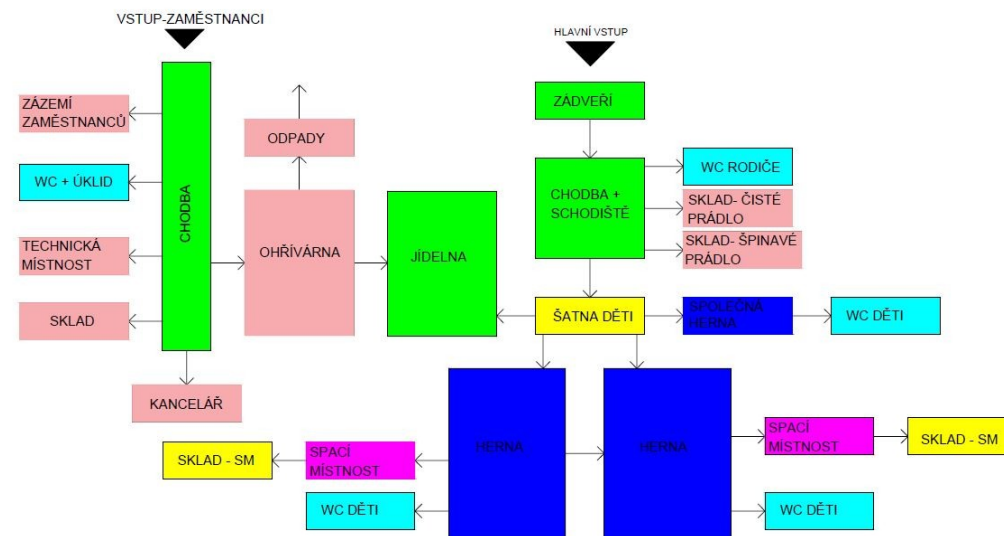 VSTUP-ZAMĚSTNANCI
HLAVNÍ VSTUP
ZÁZEMÍ
ZAMĚSTNANCŮ
WC + ÚKLID
TECHNICKÁ
MÍSTNOST
SKLAD
CHODBA
KANCELÁŘ
ODPADY
OHŘÍVÁRNA
JÍDELNA
ZÁDVEŘÍ
CHODBA +
SCHODIŠTĚ
WC RODIČE
SKLAD- ČISTÉ
PRÁDLO
SKLAD- ŠPINAVÉ
PRÁDLO
ŠATNA DĚTI
SPOLEČNÁ
HERNA
WC DĚTI
HERNA
HERNA
SPACÍ
MÍSTNOST
SKLAD - SM
WC DĚTI
SPACÍ
MÍSTNOST
SKLAD - SM
WC DĚTI